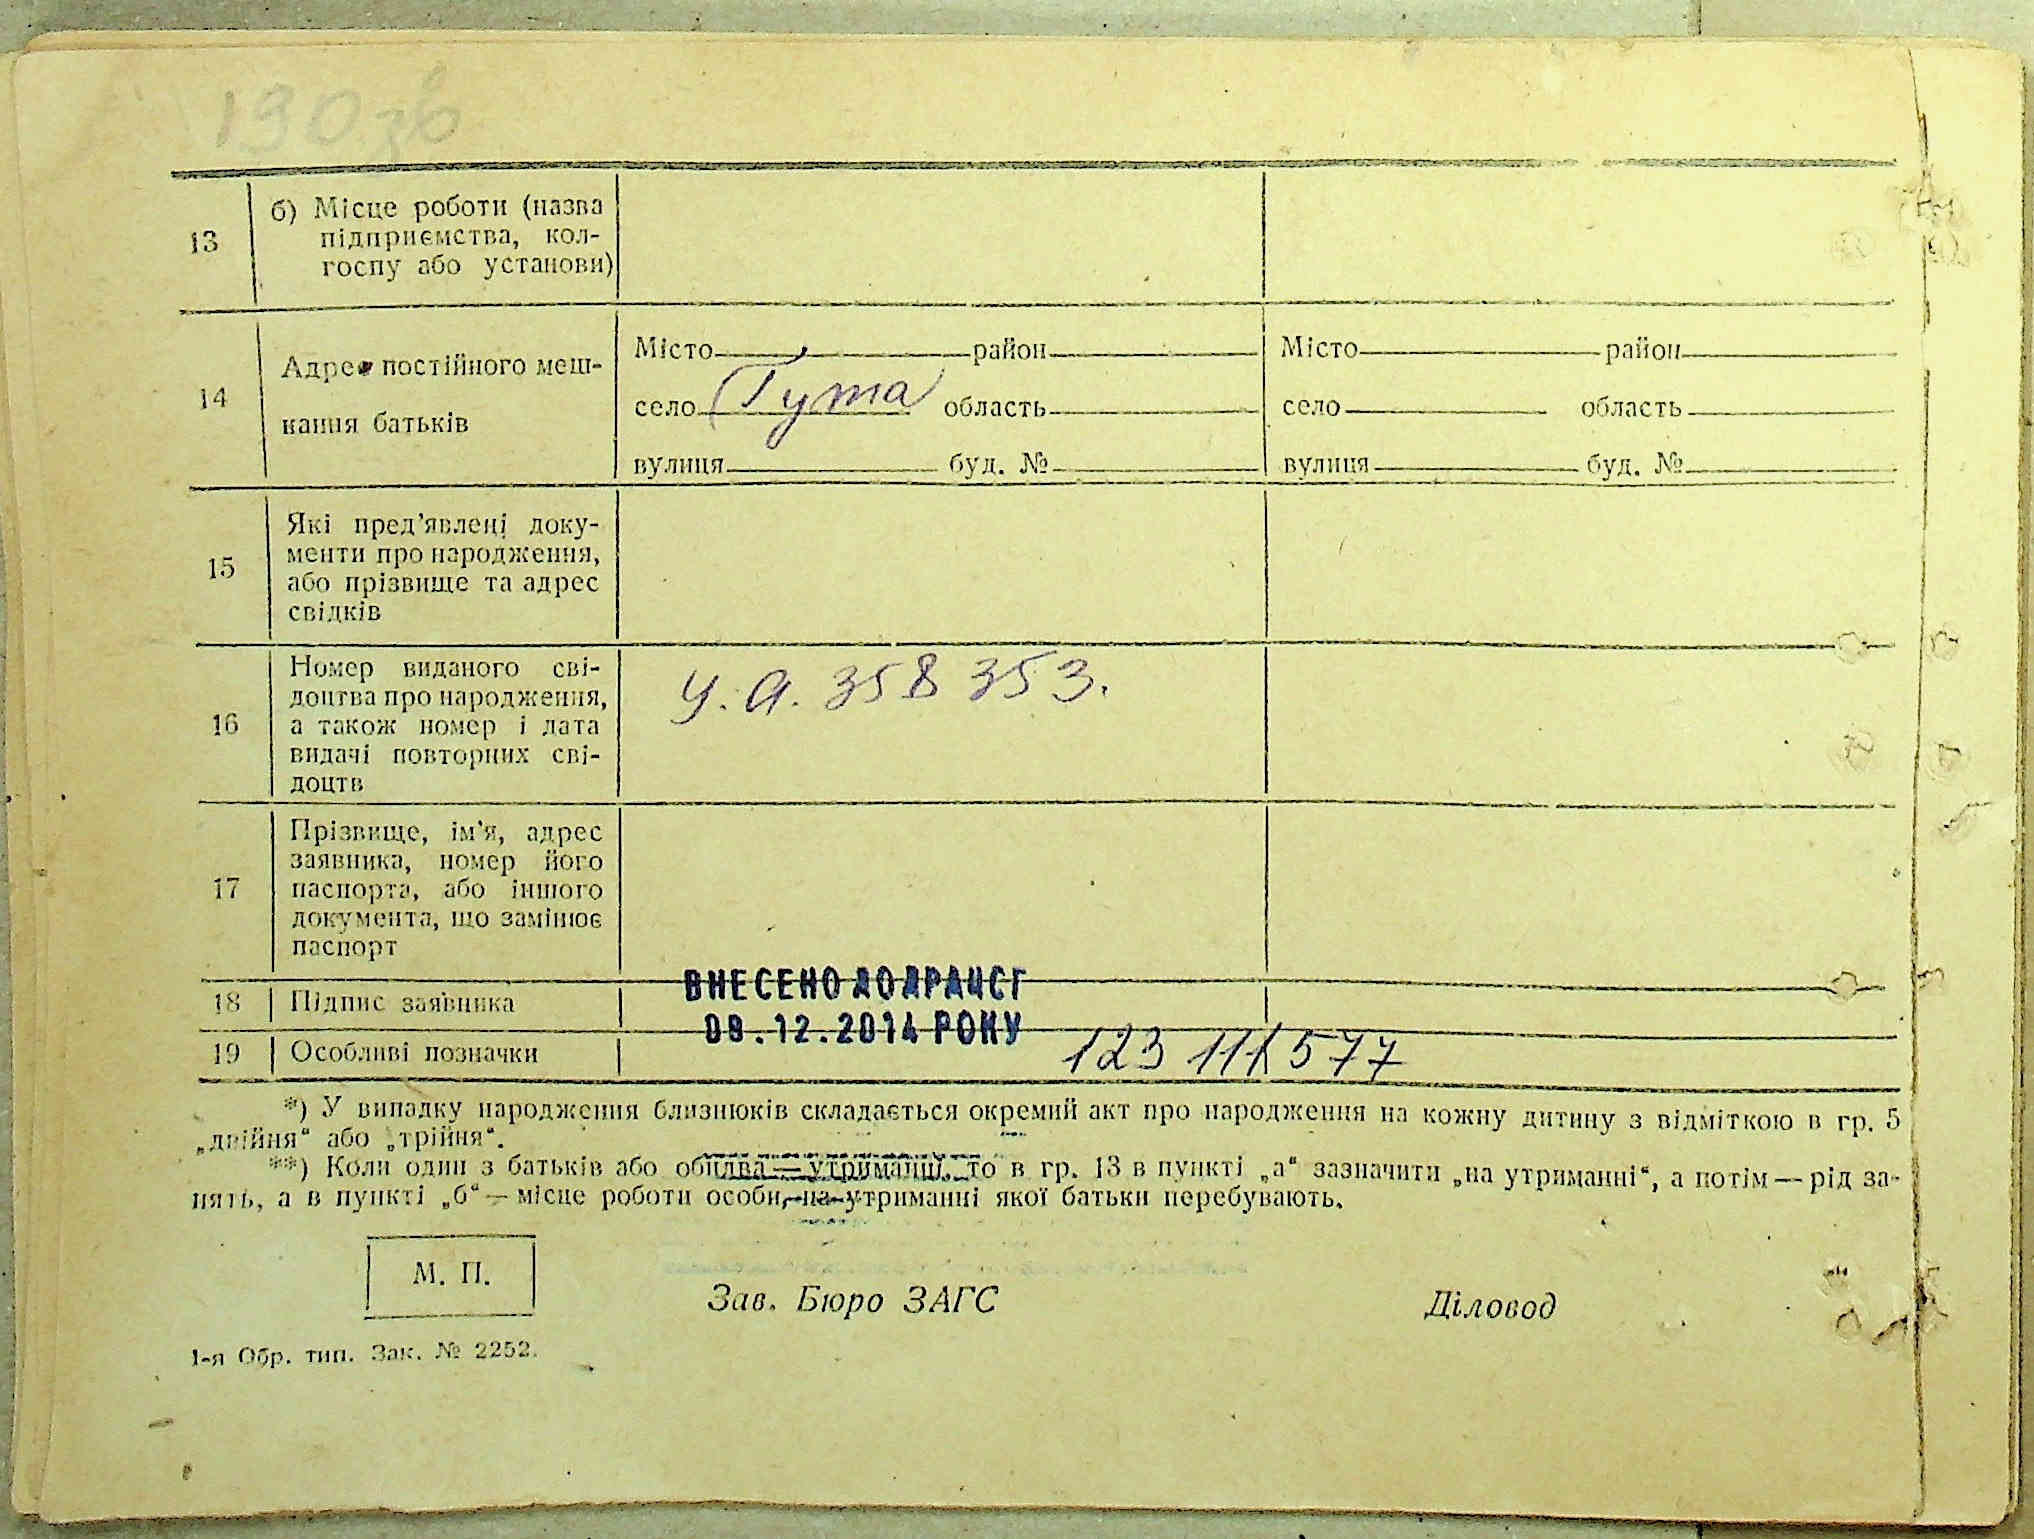 190 зв
13
б) Місце роботи (назва
підприємства, кол-
госпу або установи)
14
Адрес постійного меш-
кання батьків
Місто район
село Гута область
вулиця буд. №
Місто район
село область
вулиця буд. №
15
Які пред’явлені доку-
менти про народження,
або прізвище та адрес
свідків
16
Номер виданого сві-
доцтва про народження,
а також номер і дата
видачі повторних сві-
доцтв
У. А. 358353.
17
Прізвище, ім’я, адрес
заявника, номер його
паспорта, або іншого
документа, що замінює
паспорт
18 Підпис заявника
ВНЕСЕНО ДО ДРАЦСГ
09.12.2014 РОКУ
19 Особливі позначки
123 111 577
*) У випадку народження близнюків складається окремий акт про народження на кожну дитину з відміткою в гр. 5
„двійня“ або „трійня“.
**) Коли один з батьків або обидва — утриманці, то в гр. 13 в пункті „а“ зазначити „на утриманні“, а потім — рід за-
нять, а в пункті „б“ — місце роботи особи, на утриманні якої батьки перебувають.
М. П.
Зав. Бюро ЗАГС
Діловод
1-я Обр. тип. Зак. № 2252.